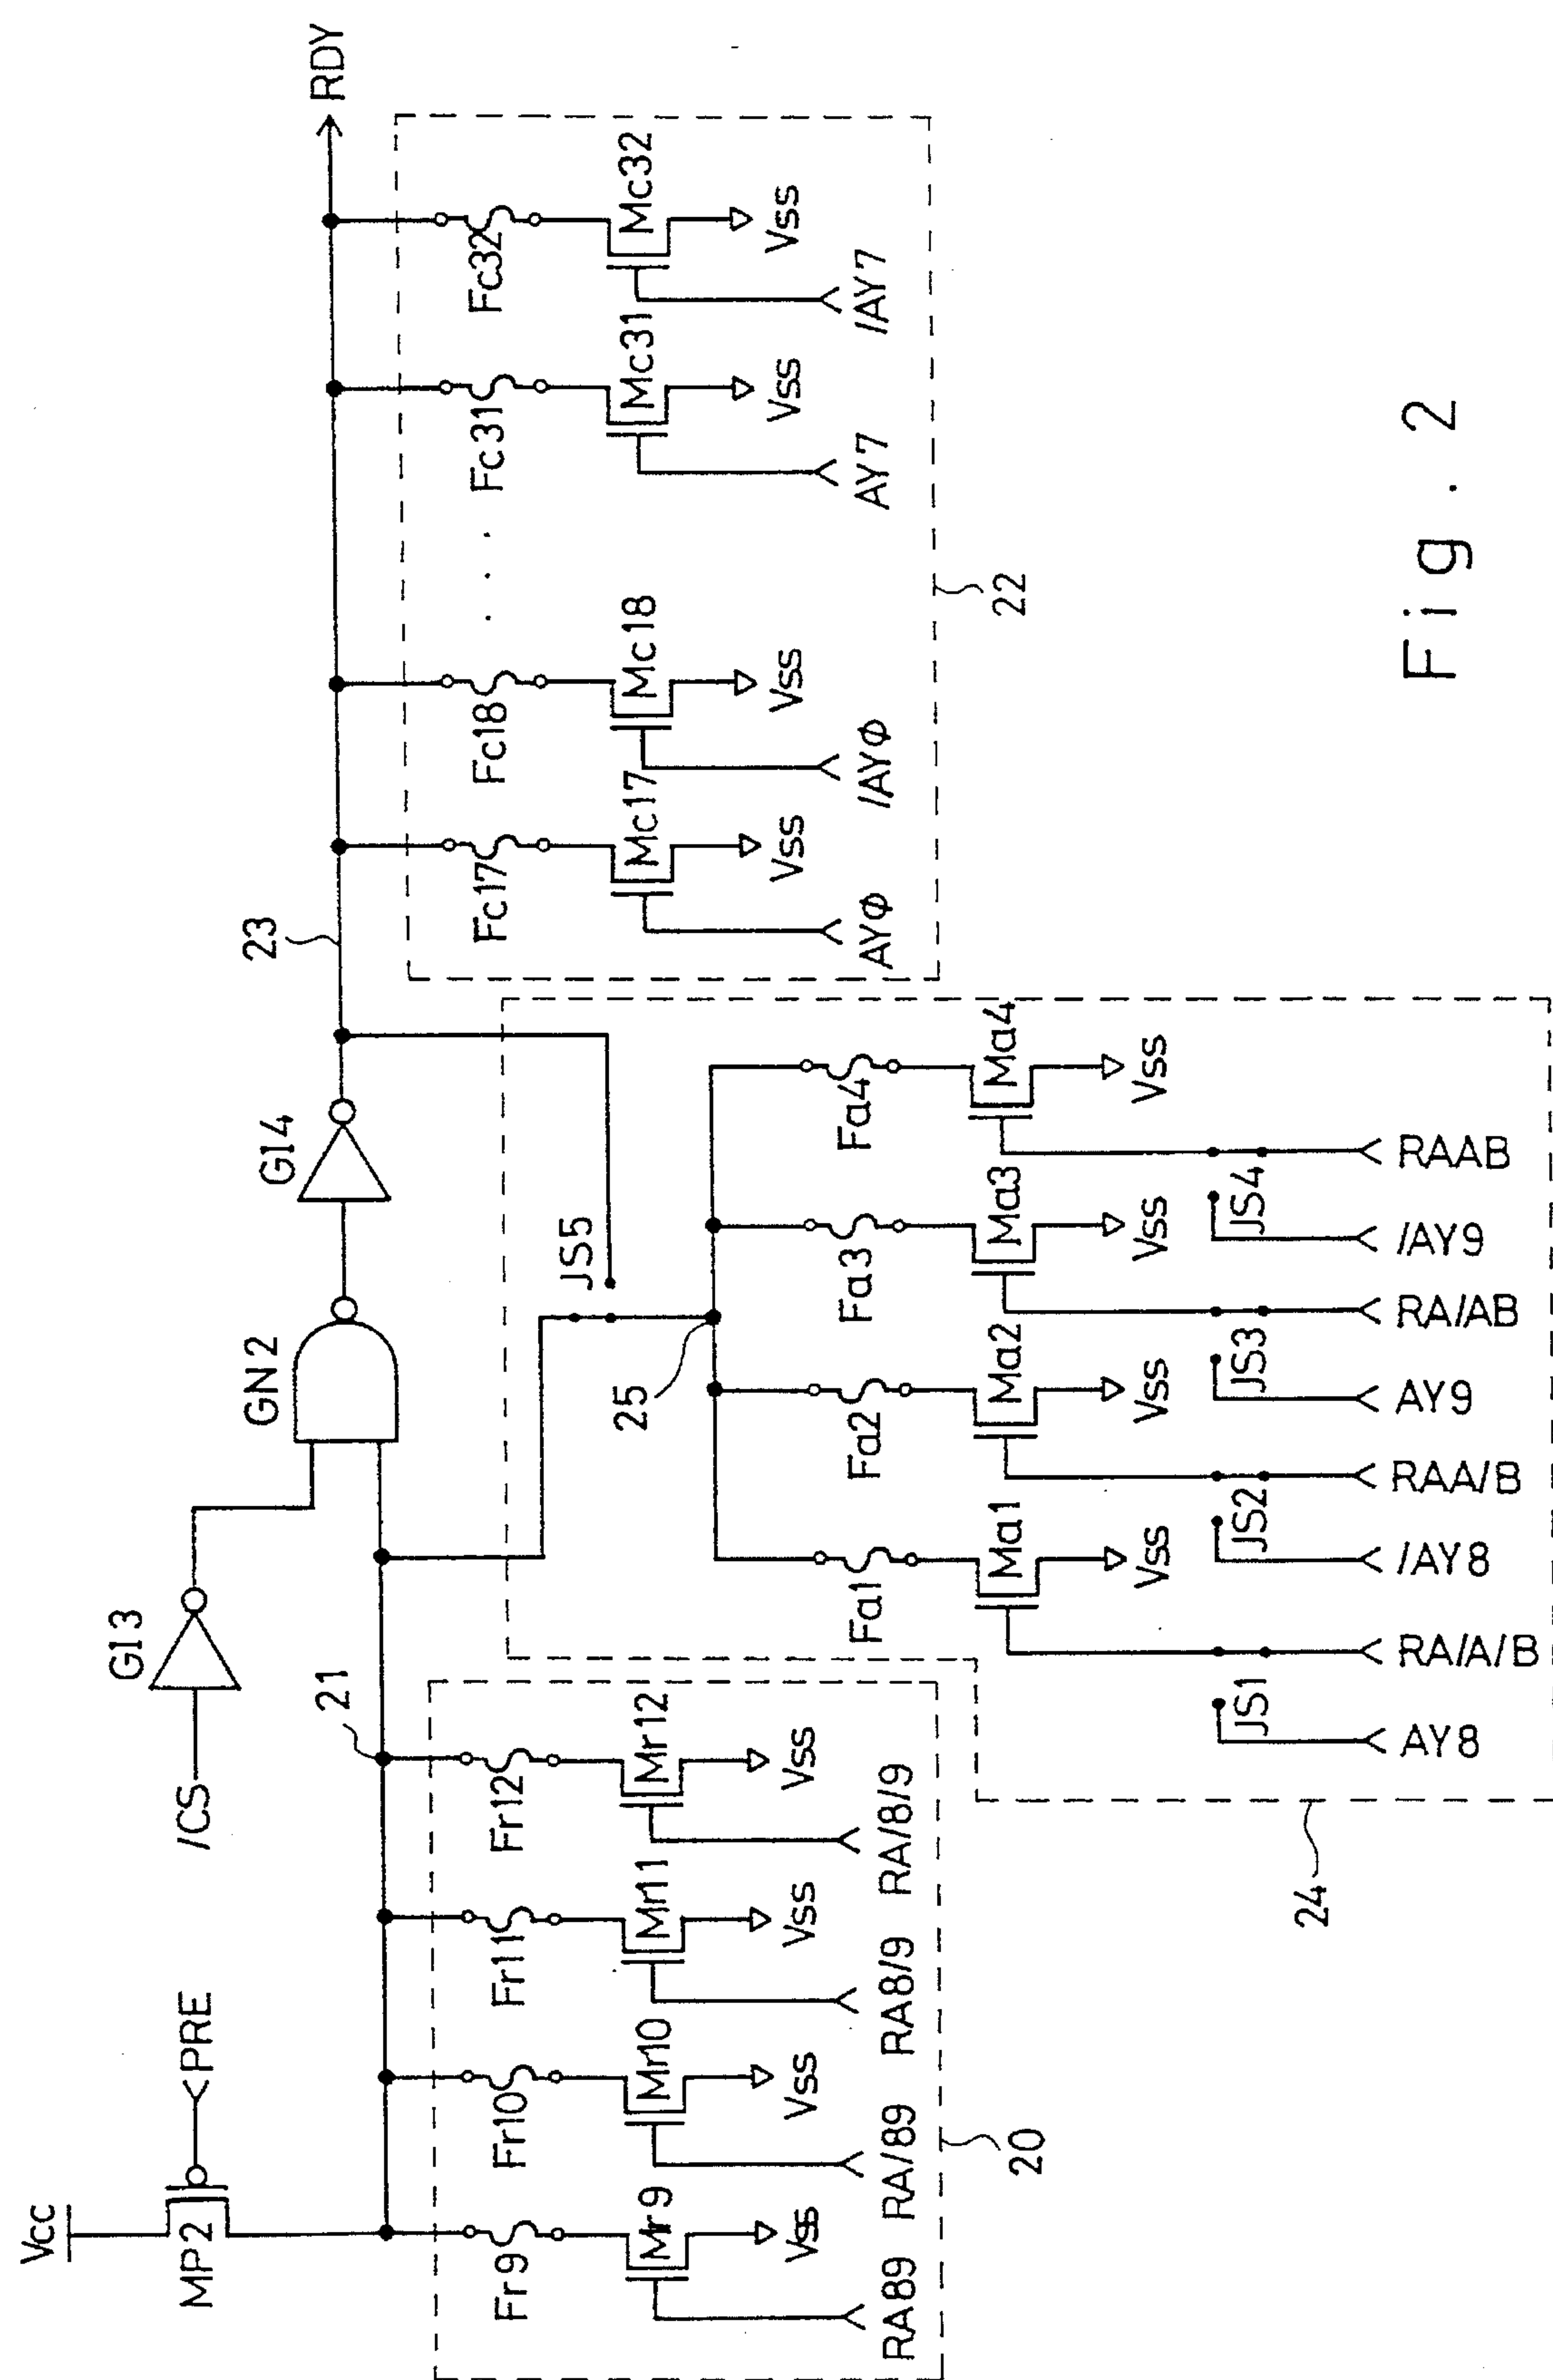 Vcc
MP2
PRE
/CS
GI3
GN2
GI4
23
RDY
21
Fr9
Fr10
Fr11
Fr12
Mr9
Mr10
Mr11
Mr12
Vss
Vss
Vss
Vss
RA89
RA/89
RA8/9
RA/8/9
20
JS5
25
Fa1
Fa2
Fa3
Fa4
Ma1
Ma2
Ma3
Ma4
Vss
Vss
Vss
Vss
JS1
JS2
JS3
JS4
AY8
RA/A/B
/AY8
RAA/B
AY9
RA/AB
/AY9
RAAB
24
Fc17
Fc18
. . .
Fc31
Fc32
Mc17
Mc18
Mc31
Mc32
Vss
Vss
Vss
Vss
AYΦ
/AYΦ
AY7
/AY7
22
Fig. 2